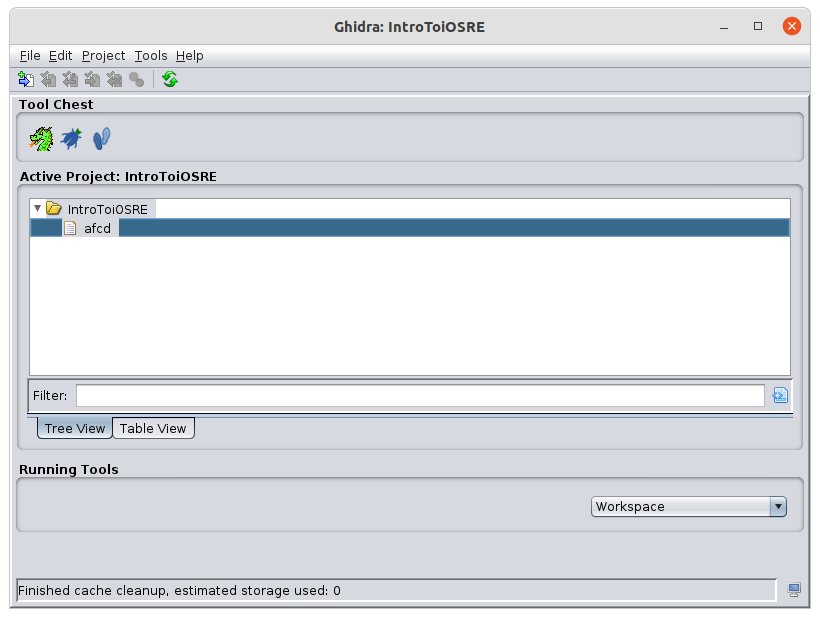 Ghidra: IntroToiOSRE
File Edit Project Tools Help
Tool Chest
Active Project: IntroToiOSRE
IntroToiOSRE
afcd
Filter:
Tree View Table View
Running Tools
Workspace
Finished cache cleanup, estimated storage used: 0